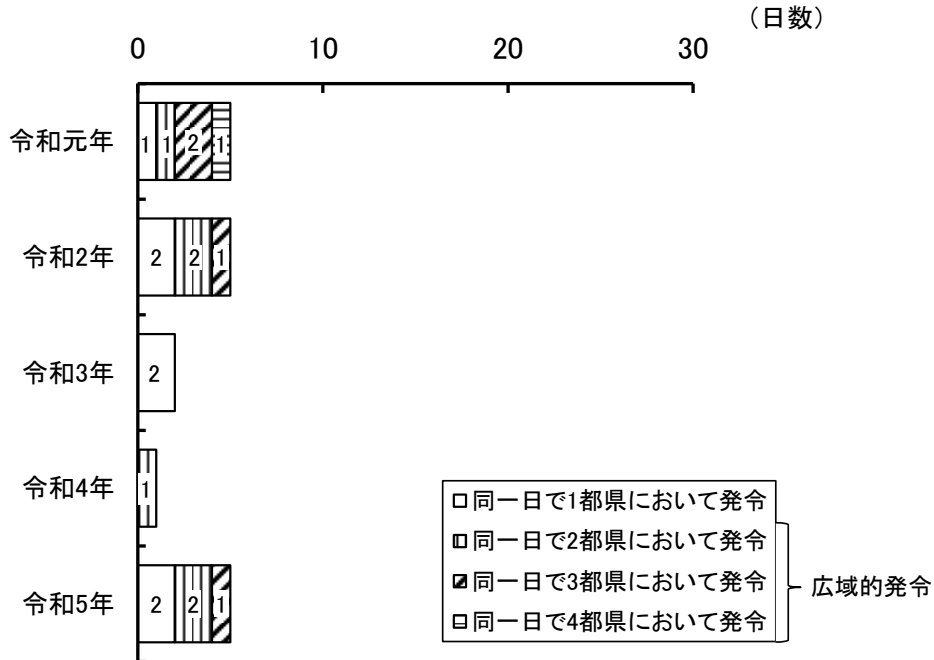 （日数）
0 10 20 30
令和元年 1 1 2 1
令和2年 2 2 1
令和3年 2
令和4年 1
令和5年 2 2 1
同一日で1都県において発令
同一日で2都県において発令
同一日で3都県において発令
同一日で4都県において発令
広域的発令